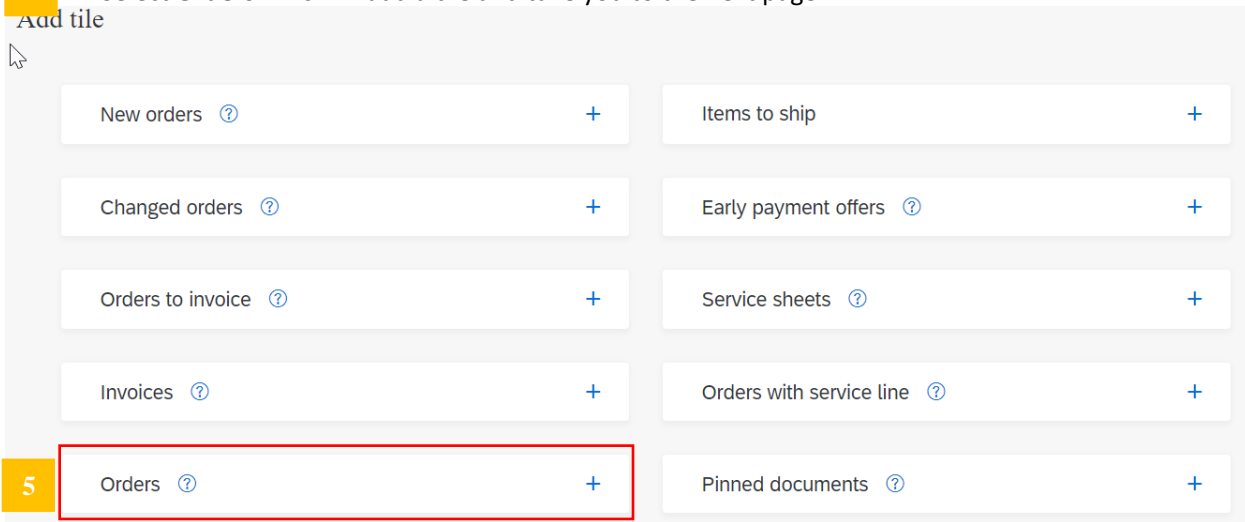 Add tile
New orders ? +
Items to ship +
Changed orders ? +
Early payment offers ? +
Orders to invoice ? +
Service sheets ? +
Invoices ? +
Orders with service line ? +
5
Orders ? +
Pinned documents ? +